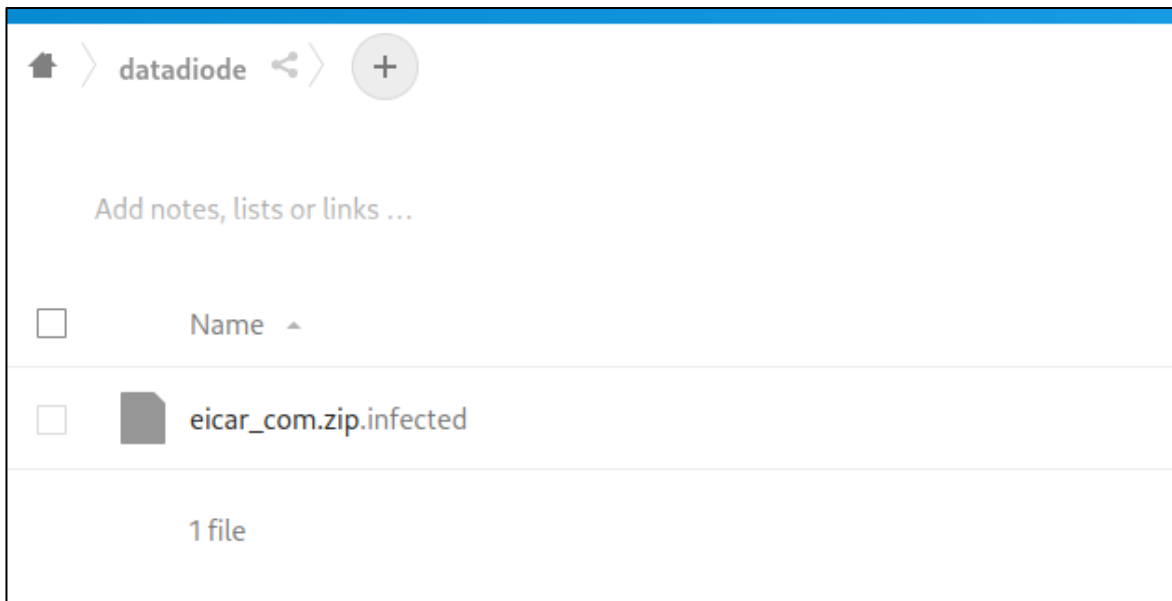 datadiode
Add notes, lists or links ...
Name
eicar_com.zip.infected
1 file